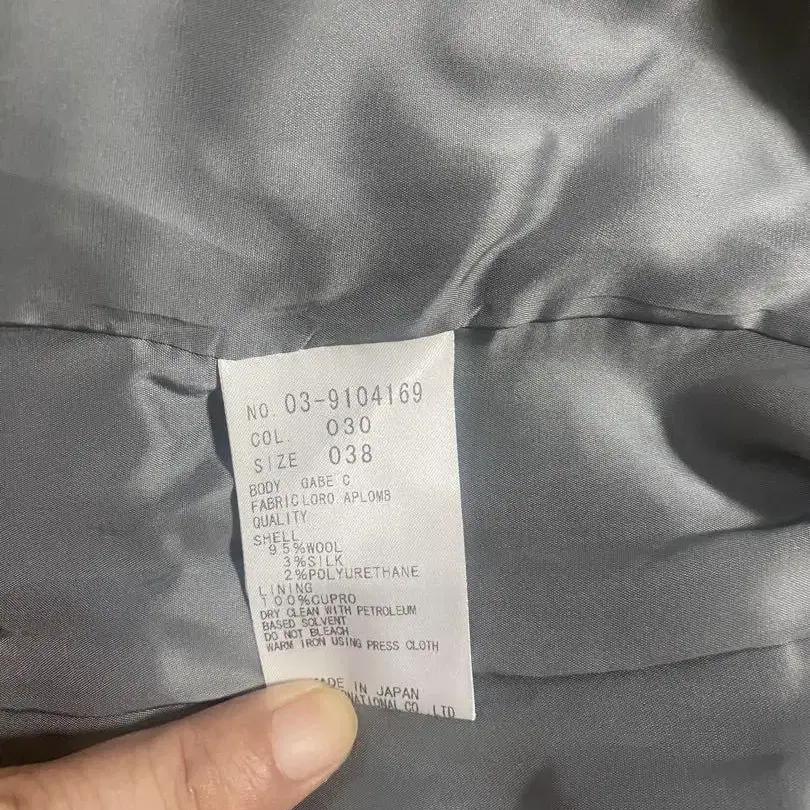 NO. 03-9104169
COL. 030
SIZE 038
BODY GABE C
FABRIC LORO APLOMB
QUALITY
SHELL
95%WOOL
3%SILK
2%POLYURETHANE
LINING
100%CUPRO
DRY CLEAN WITH PETROLEUM
BASED SOLVENT
DO NOT BLEACH
WARM IRON USING PRESS CLOTH
ADE IN JAPAN
NATIONAL CO., LTD